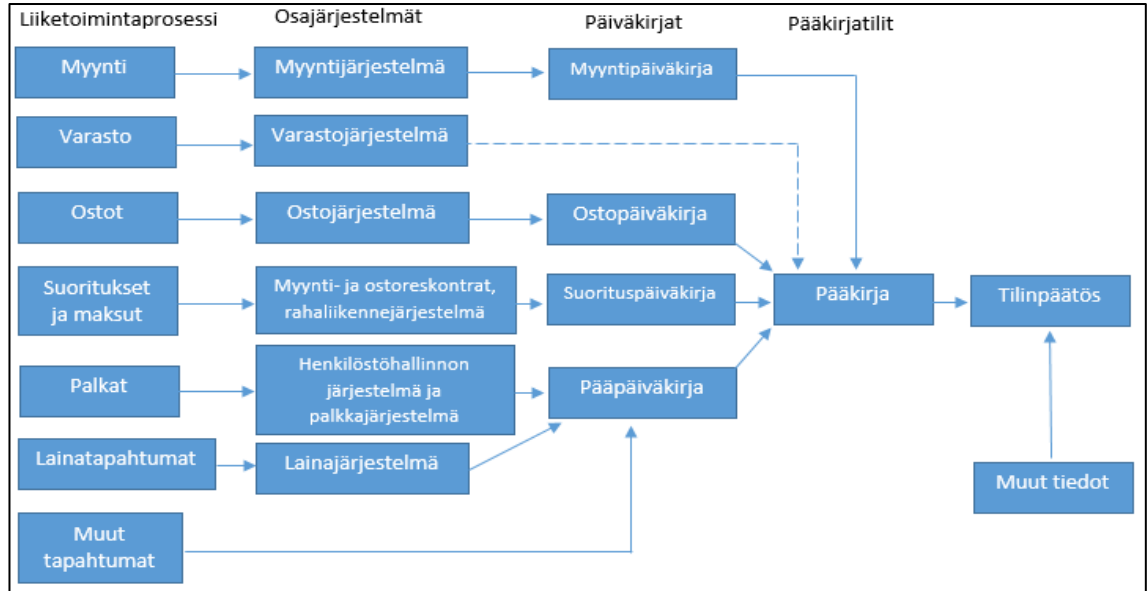 Liiketoimintaprosessi
Osajärjestelmät
Päiväkirjat
Pääkirjatilit
Myynti
Myyntijärjestelmä
Myyntipäiväkirja
Varasto
Varastojärjestelmä
Ostot
Ostojärjestelmä
Ostopäiväkirja
Suoritukset
ja maksut
Myynti- ja ostoreskontrat,
rahaliikennejärjestelmä
Suorituspäiväkirja
Pääkirja
Tilinpäätös
Palkat
Henkilöstöhallinnon
järjestelmä ja
palkkajärjestelmä
Pääpäiväkirja
Lainatapahtumat
Lainajärjestelmä
Muut tiedot
Muut
tapahtumat